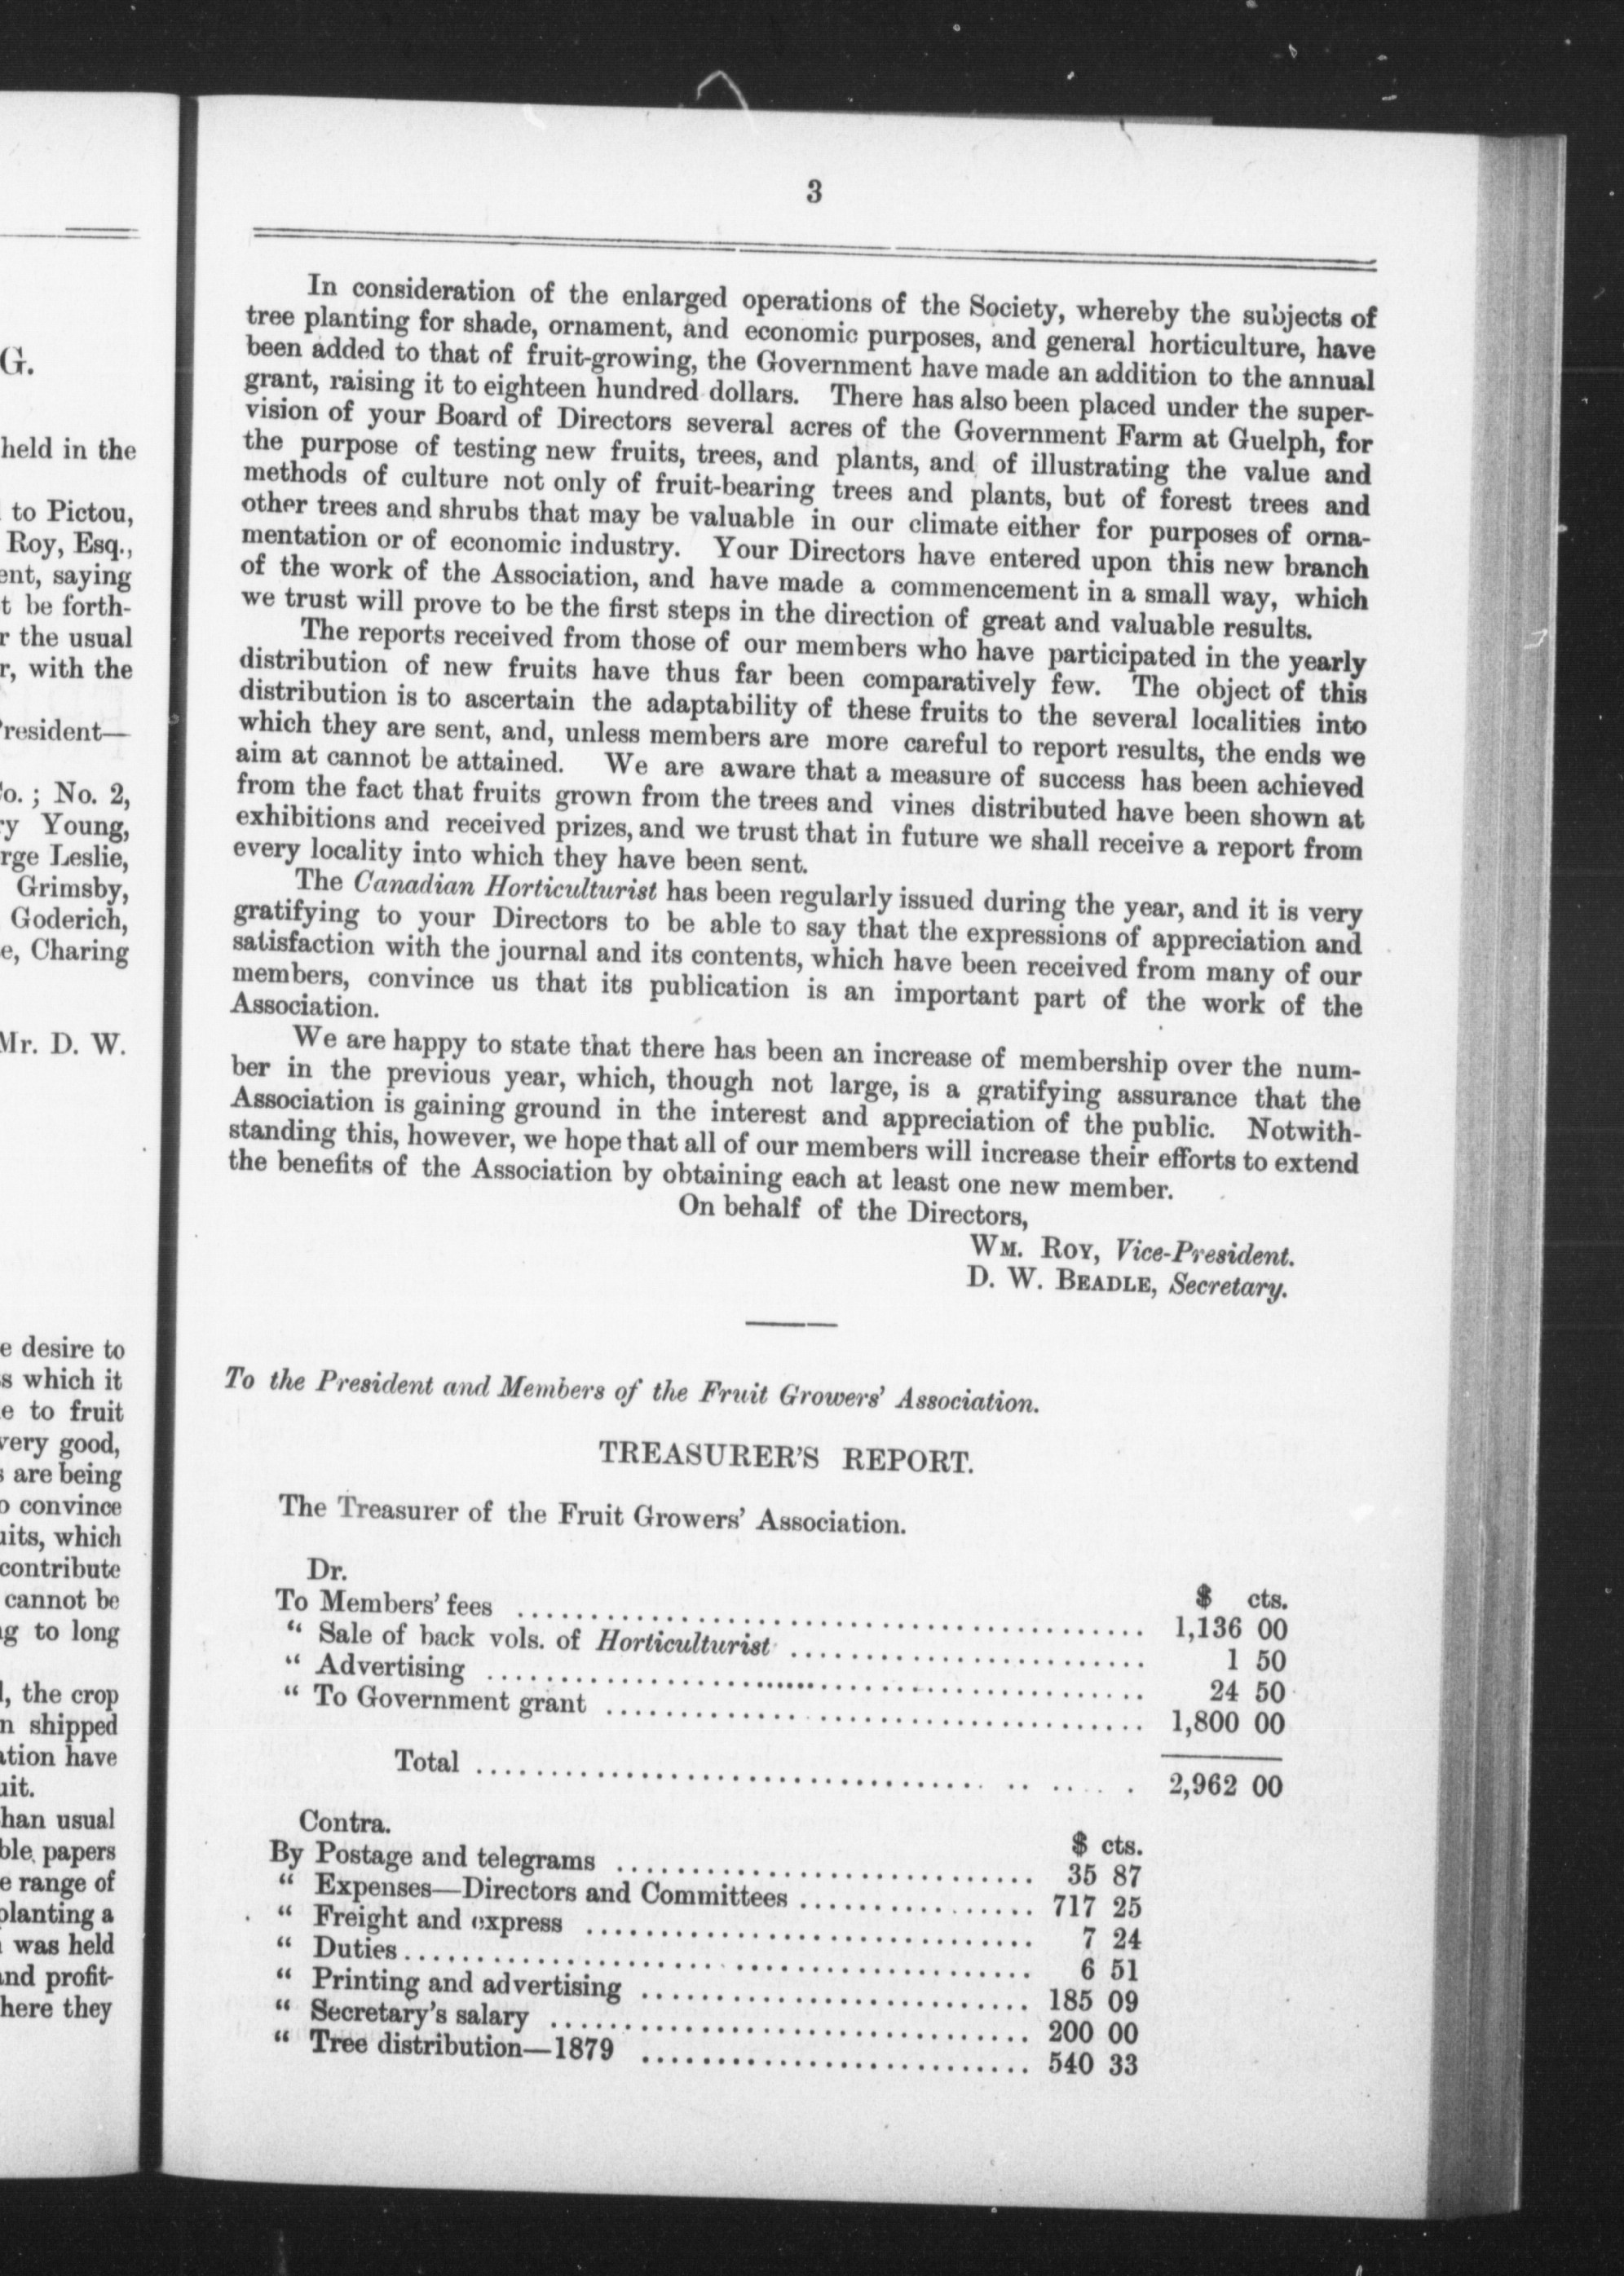 G.
held in the
to Pictou,
Roy, Esq.,
ent, saying
t be forth-
r the usual
r, with the
resident—
o. ; No. 2,
ry Young,
rge Leslie,
Grimsby,
Goderich,
e, Charing
Mr. D. W.
e desire to
s which it
e to fruit
very good,
s are being
o convince
uits, which
contribute
cannot be
ng to long
l, the crop
n shipped
ation have
uit.
han usual
ble papers
e range of
planting a
was held
and profit-
here they
3
In consideration of the enlarged operations of the Society, whereby the subjects of
tree planting for shade, ornament, and economic purposes, and general horticulture, have
been added to that of fruit-growing, the Government have made an addition to the annual
grant, raising it to eighteen hundred dollars. There has also been placed under the super-
vision of your Board of Directors several acres of the Government Farm at Guelph, for
the purpose of testing new fruits, trees, and plants, and of illustrating the value and
methods of culture not only of fruit-bearing trees and plants, but of forest trees and
other trees and shrubs that may be valuable in our climate either for purposes of orna-
mentation or of economic industry. Your Directors have entered upon this new branch
of the work of the Association, and have made a commencement in a small way, which
we trust will prove to be the first steps in the direction of great and valuable results.
The reports received from those of our members who have participated in the yearly
distribution of new fruits have thus far been comparatively few. The object of this
distribution is to ascertain the adaptability of these fruits to the several localities into
which they are sent, and, unless members are more careful to report results, the ends we
aim at cannot be attained. We are aware that a measure of success has been achieved
from the fact that fruits grown from the trees and vines distributed have been shown at
exhibitions and received prizes, and we trust that in future we shall receive a report from
every locality into which they have been sent.
The Canadian Horticulturist has been regularly issued during the year, and it is very
gratifying to your Directors to be able to say that the expressions of appreciation and
satisfaction with the journal and its contents, which have been received from many of our
members, convince us that its publication is an important part of the work of the
Association.
We are happy to state that there has been an increase of membership over the num-
ber in the previous year, which, though not large, is a gratifying assurance that the
Association is gaining ground in the interest and appreciation of the public. Notwith-
standing this, however, we hope that all of our members will increase their efforts to extend
the benefits of the Association by obtaining each at least one new member.
On behalf of the Directors,
WM. ROY, Vice-President.
D. W. BEADLE, Secretary.
To the President and Members of the Fruit Growers' Association.
TREASURER'S REPORT.
The Treasurer of the Fruit Growers' Association.
Dr.
$ cts.
To Members' fees ........ 1,136 00
" Sale of back vols. of Horticulturist ........ 1 50
" Advertising ........ 24 50
" To Government grant ........ 1,800 00
Total ........ 2,962 00
Contra.
$ cts.
By Postage and telegrams ........ 35 87
" Expenses—Directors and Committees ........ 717 25
" Freight and express ........ 7 24
" Duties ........ 6 51
" Printing and advertising ........ 185 09
" Secretary's salary ........ 200 00
" Tree distribution—1879 ........ 540 33